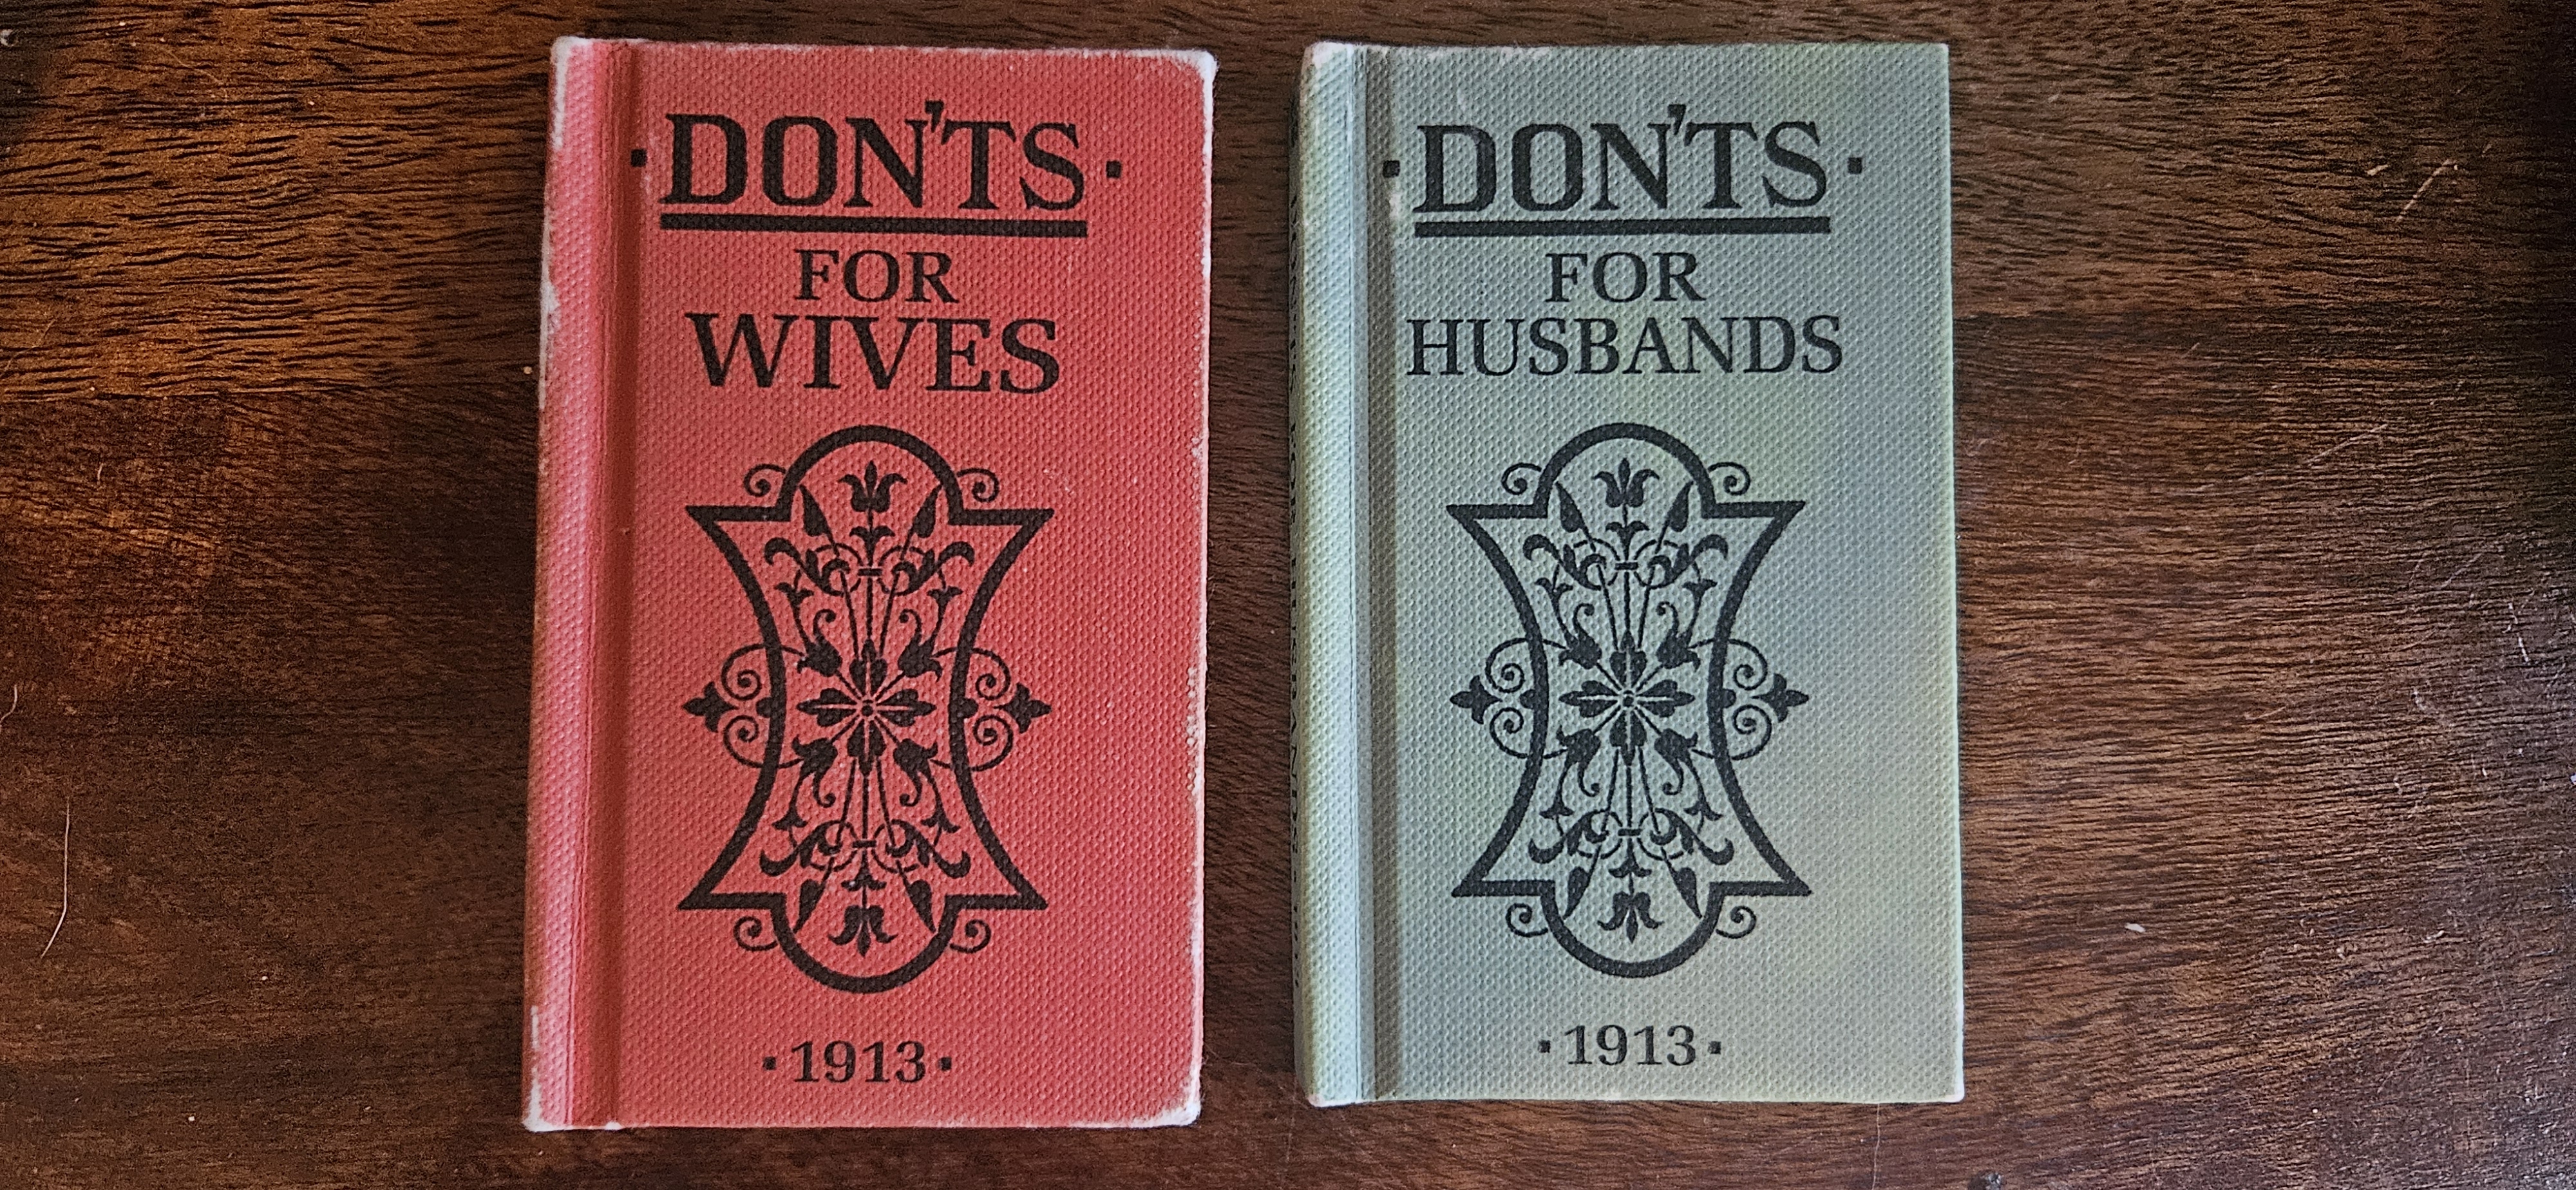 ·DON'TS·
FOR
WIVES
·1913·
·DON'TS·
FOR
HUSBANDS
·1913·